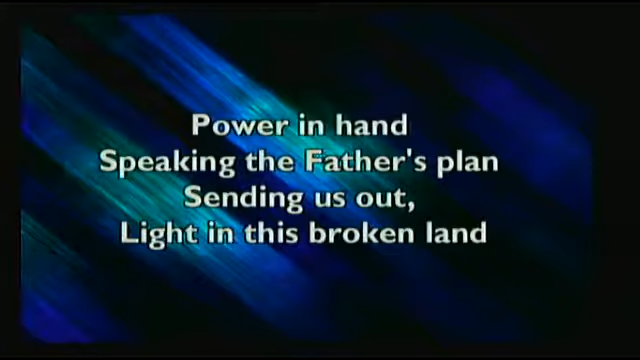 Power in hand
Speaking the Father's plan
Sending us out,
Light in this broken land